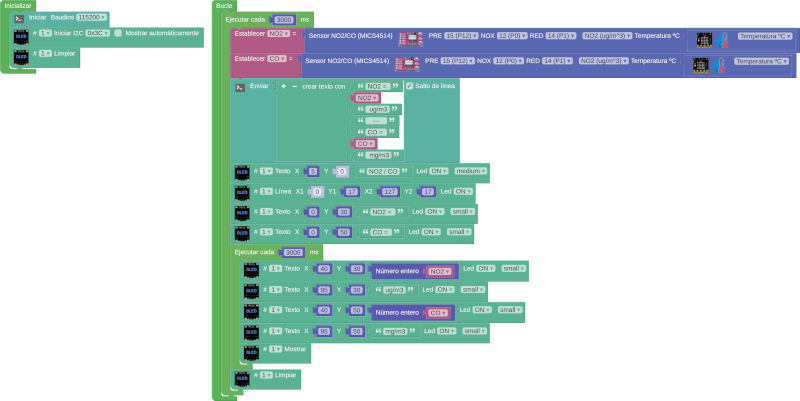 Inicializar
Iniciar Baudios 115200
# 1 Iniciar I2C 0x3C Mostrar automáticamente
# 1 Limpiar
Bucle
Ejecutar cada 3000 ms
Establecer NO2 = Sensor NO2/CO (MICS4514) PRE 15 (P12) NOX 12 (P0) RED 14 (P1) NO2 (ug/m^3) Temperatura ºC Temperatura ºC
Establecer CO = Sensor NO2/CO (MICS4514) PRE 15 (P12) NOX 12 (P0) RED 14 (P1) NO2 (ug/m^3) Temperatura ºC Temperatura ºC
Enviar + − crear texto con “ NO2 = ” Salto de línea
NO2
“ ug/m3 ”
“ --- ”
“ CO = ”
CO
“ mg/m3 ”
# 1 Texto X 5 Y 0 “ NO2 / CO ” Led ON medium
# 1 Línea X1 0 Y1 17 X2 127 Y2 17 Led ON
# 1 Texto X 0 Y 30 “ NO2 = ” Led ON small
# 1 Texto X 0 Y 50 “ CO = ” Led ON small
Ejecutar cada 3000 ms
# 1 Texto X 40 Y 30 Número entero NO2 Led ON small
# 1 Texto X 95 Y 30 “ ug/m3 ” Led ON small
# 1 Texto X 40 Y 50 Número entero CO Led ON small
# 1 Texto X 95 Y 50 “ mg/m3 ” Led ON small
# 1 Mostrar
# 1 Limpiar